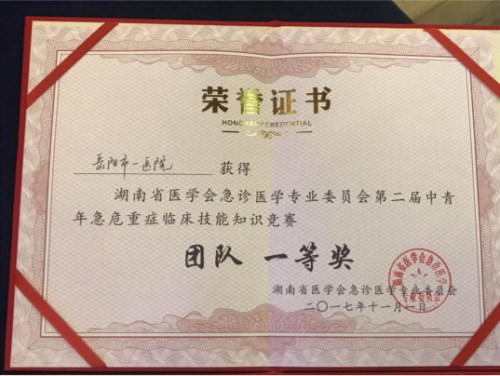 荣誉证书
HONORARY CREDENTIAL
岳阳市一医院 获得
湖南省医学会急诊医学专业委员会第二届中青
年急危重症临床技能知识竞赛
团队 一等奖
湖南省医学会急诊医学专业委员会
二〇一七年十一月一日